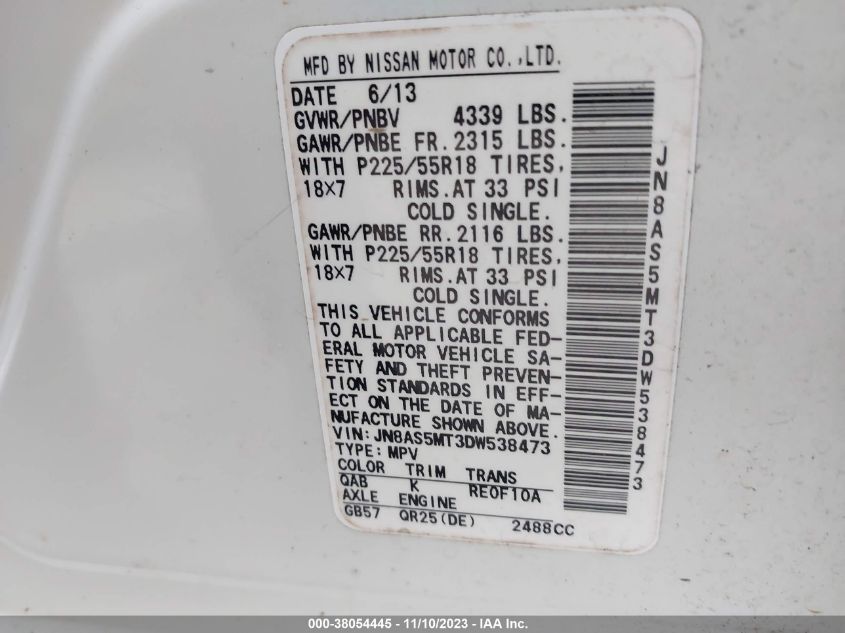 MFD BY NISSAN MOTOR CO.,LTD.
DATE 6/13
GVWR/PNBV 4339 LBS.
GAWR/PNBE FR.2315 LBS.
WITH P225/55R18 TIRES,
18X7 RIMS.AT 33 PSI
COLD SINGLE.
GAWR/PNBE RR.2116 LBS.
WITH P225/55R18 TIRES,
18X7 RIMS.AT 33 PSI
COLD SINGLE.
THIS VEHICLE CONFORMS
TO ALL APPLICABLE FED-
ERAL MOTOR VEHICLE SA-
FETY AND THEFT PREVEN-
TION STANDARDS IN EFF-
ECT ON THE DATE OF MA-
NUFACTURE SHOWN ABOVE.
VIN:JN8AS5MT3DW538473
TYPE:MPV
COLOR TRIM TRANS
QAB K RE0F10A
AXLE ENGINE
GB57 QR25(DE) 2488CC
JN8AS5MT3DW538473
000-38054445 - 11/10/2023 - IAA Inc.